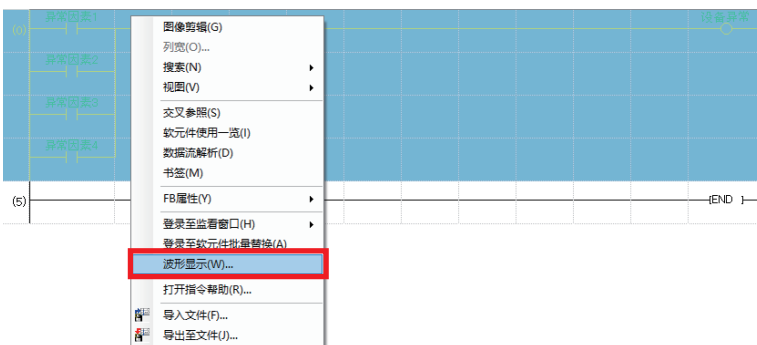 异常因素1
设备异常
(0)
异常因素2
异常因素3
异常因素4
图像剪辑(G)
列宽(O)...
搜索(N)
视图(V)
交叉参照(S)
软元件使用一览(I)
数据流解析(D)
书签(M)
FB属性(Y)
登录至监看窗口(H)
登录至软元件批量替换(A)
波形显示(W)...
打开指令帮助(R)...
导入文件(F)...
导出至文件(J)...
(5)
[END ]